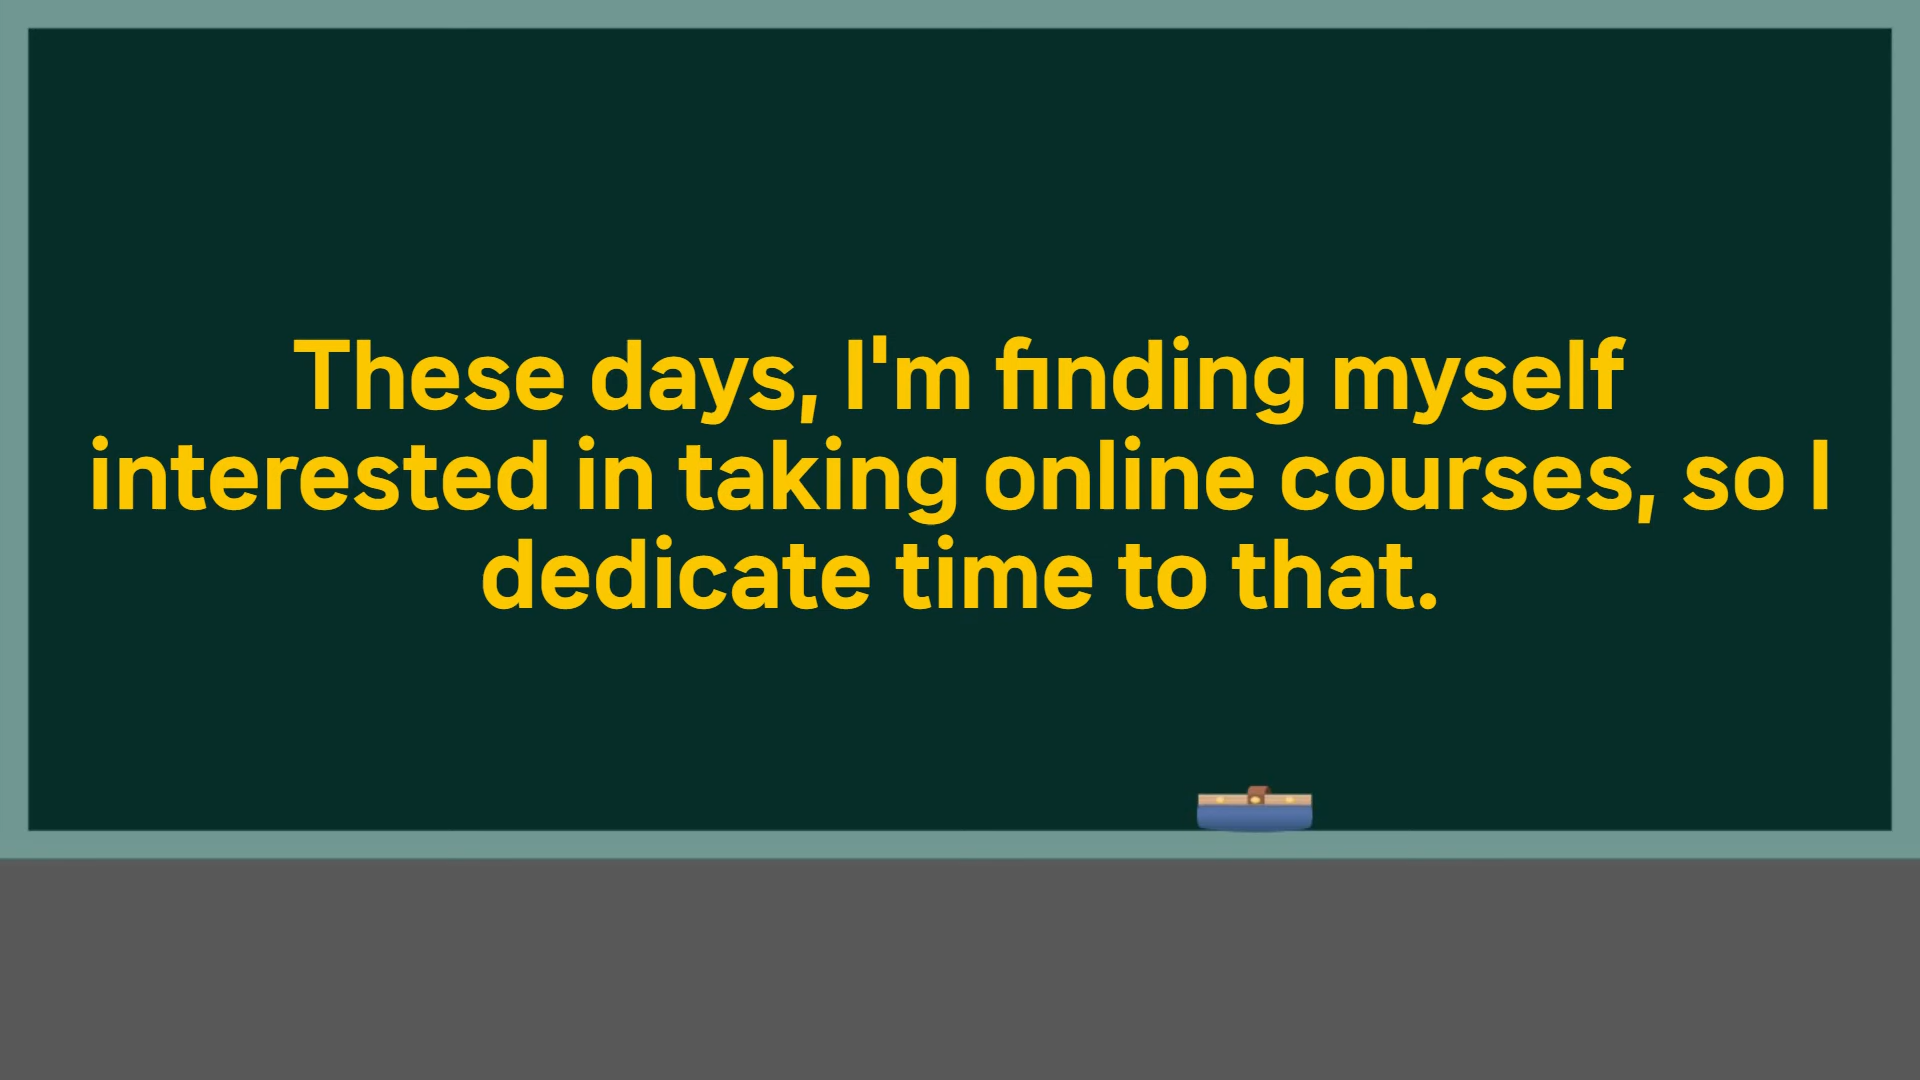 These days, I'm finding myself
interested in taking online courses, so I
dedicate time to that.